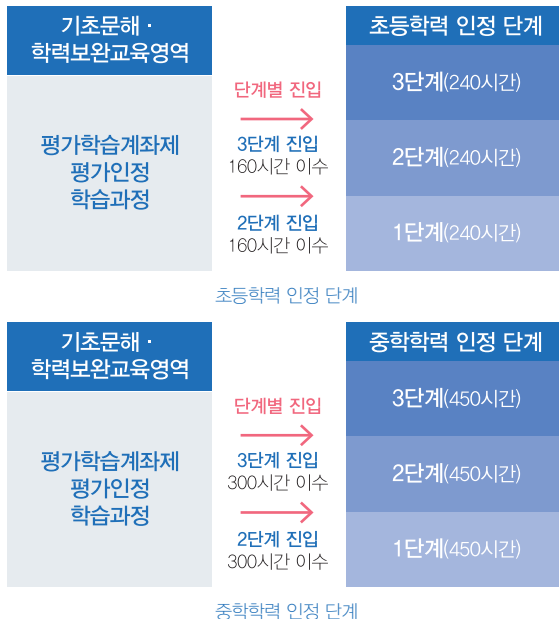 기초문해 ·
학력보완교육영역
평가학습계좌제
평가인정
학습과정
단계별 진입
3단계 진입
160시간 이수
2단계 진입
160시간 이수
초등학력 인정 단계
3단계(240시간)
2단계(240시간)
1단계(240시간)
초등학력 인정 단계
기초문해 ·
학력보완교육영역
평가학습계좌제
평가인정
학습과정
단계별 진입
3단계 진입
300시간 이수
2단계 진입
300시간 이수
중학학력 인정 단계
3단계(450시간)
2단계(450시간)
1단계(450시간)
중학학력 인정 단계